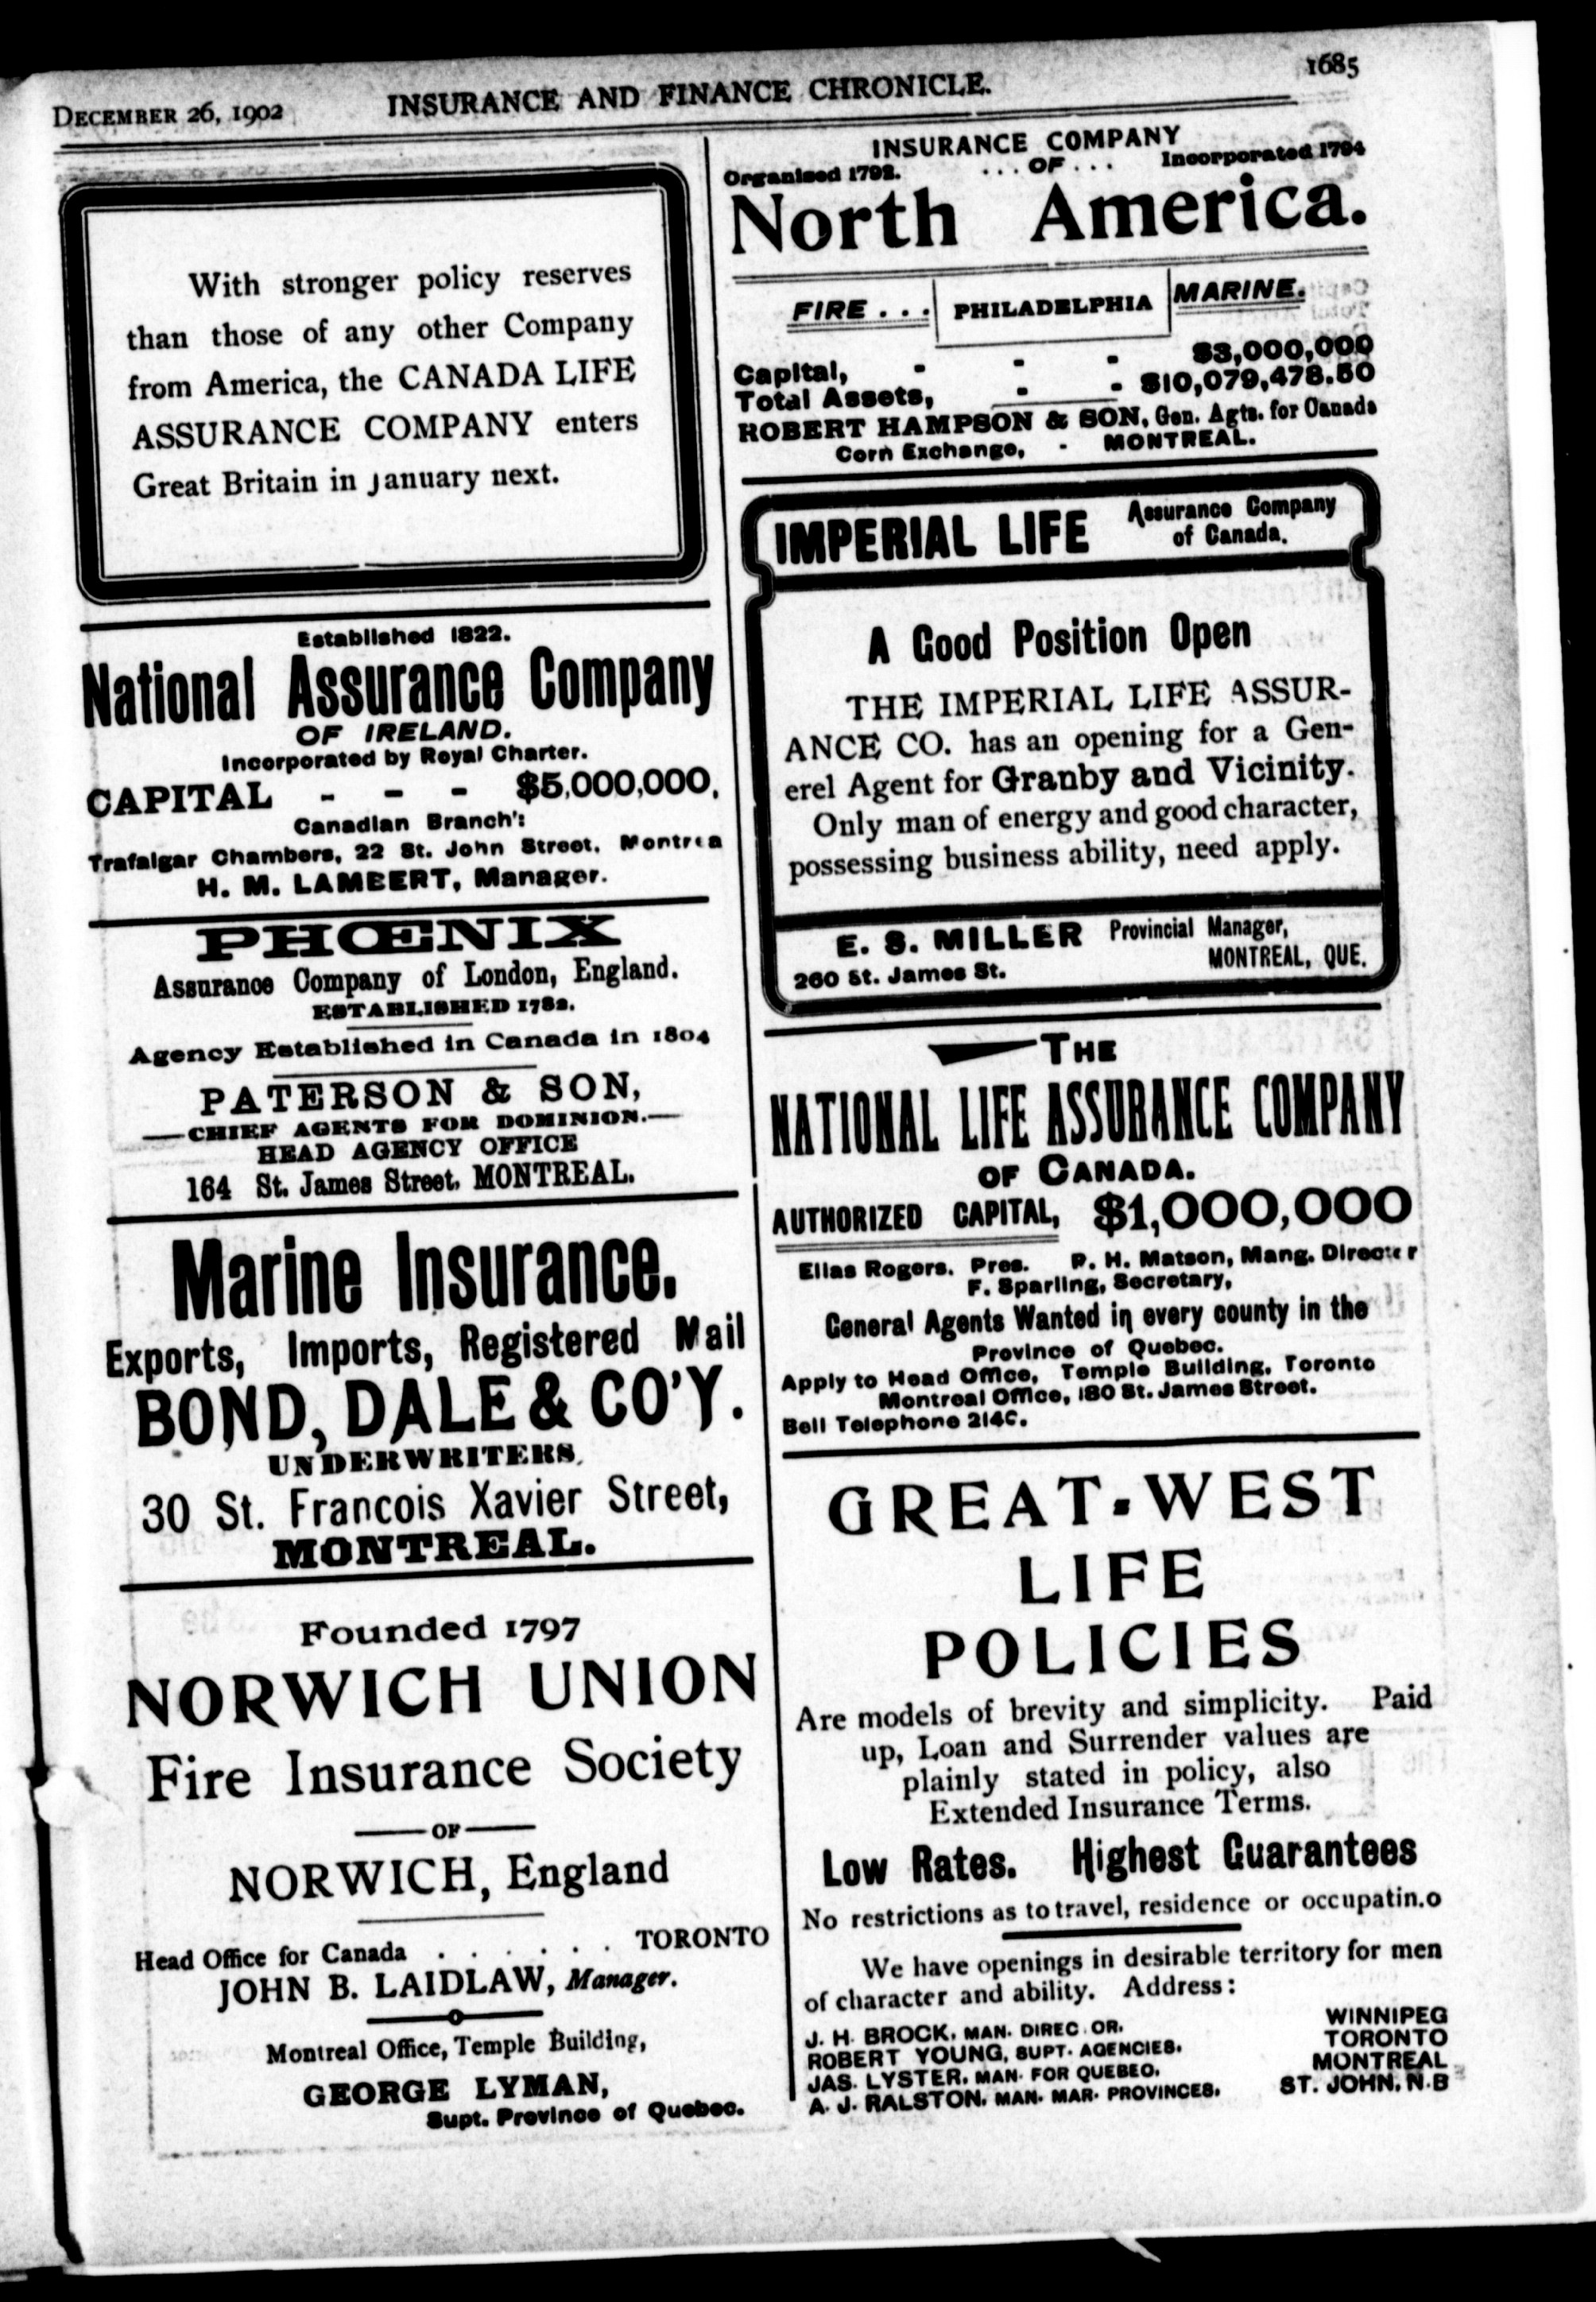 DECEMBER 26, 1902
INSURANCE AND FINANCE CHRONICLE.
1685
With stronger policy reserves
than those of any other Company
from America, the CANADA LIFE
ASSURANCE COMPANY enters
Great Britain in January next.
Established 1822.
National Assurance Company
OF IRELAND.
Incorporated by Royal Charter.
CAPITAL - - - $5,000,000,
Canadian Branch:
Trafalgar Chambers, 22 St. John Street, Montrea
H. M. LAMBERT, Manager.
PHŒNIX
Assurance Company of London, England.
ESTABLISHED 1782.
Agency Established in Canada in 1804
PATERSON & SON,
—CHIEF AGENTS FOR DOMINION.—
HEAD AGENCY OFFICE
164 St. James Street, MONTREAL.
Marine Insurance.
Exports, Imports, Registered Mail
BOND, DALE & CO'Y.
UNDERWRITERS,
30 St. Francois Xavier Street,
MONTREAL.
Founded 1797
NORWICH UNION
Fire Insurance Society
—OF—
NORWICH, England
Head Office for Canada . . . . . . TORONTO
JOHN B. LAIDLAW, Manager.
Montreal Office, Temple Building,
GEORGE LYMAN,
Supt. Province of Quebec.
INSURANCE COMPANY
Organised 1792. ... OF ... Incorporated 1794
North America.
FIRE . . . PHILADELPHIA MARINE.
Capital, - - - $3,000,000
Total Assets, - - $10,079,478.50
ROBERT HAMPSON & SON, Gen. Agts. for Canada
Corn Exchange, - MONTREAL.
IMPERIAL LIFE Assurance Company
of Canada.
A Good Position Open
THE IMPERIAL LIFE ASSUR-
ANCE CO. has an opening for a Gen-
erel Agent for Granby and Vicinity.
Only man of energy and good character,
possessing business ability, need apply.
E. S. MILLER Provincial Manager,
260 St. James St. MONTREAL, QUE.
THE
NATIONAL LIFE ASSURANCE COMPANY
OF CANADA.
AUTHORIZED CAPITAL, $1,000,000
Elias Rogers, Pres. P. H. Matson, Mang. Director
F. Sparling, Secretary,
General Agents Wanted in every county in the
Province of Quebec.
Apply to Head Office, Temple Building, Toronto
Montreal Office, 180 St. James Street.
Bell Telephone 2140.
GREAT-WEST
LIFE
POLICIES
Are models of brevity and simplicity. Paid
up, Loan and Surrender values are
plainly stated in policy, also
Extended Insurance Terms.
Low Rates. Highest Guarantees
No restrictions as to travel, residence or occupatin.o
We have openings in desirable territory for men
of character and ability. Address:
J. H. BROCK, MAN. DIREC OR. WINNIPEG
ROBERT YOUNG, SUPT. AGENCIES. TORONTO
JAS. LYSTER, MAN. FOR QUEBEC. MONTREAL
A. J. RALSTON, MAN. MAR. PROVINCES. ST. JOHN, N.B